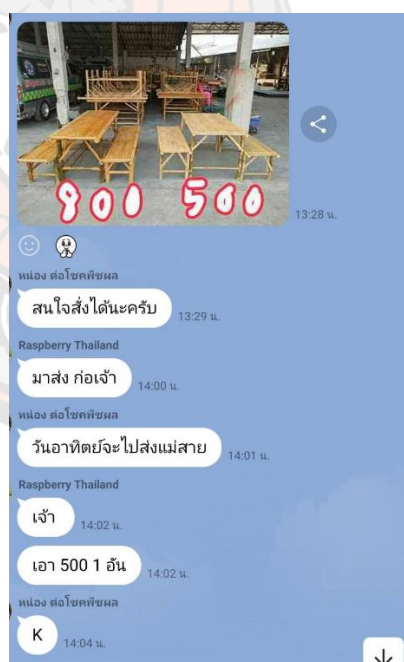 900 500
13:28 น.
หน่อง ต่อโชคพืชผล
สนใจสั่งได้นะครับ
13:29 น.
Raspberry Thailand
มาส่ง ก่อเจ้า
14:00 น.
หน่อง ต่อโชคพืชผล
วันอาทิตย์จะไปส่งแม่สาย
14:01 น.
Raspberry Thailand
เจ้า
14:02 น.
เอา 500 1 อัน
14:02 น.
หน่อง ต่อโชคพืชผล
K
14:04 น.